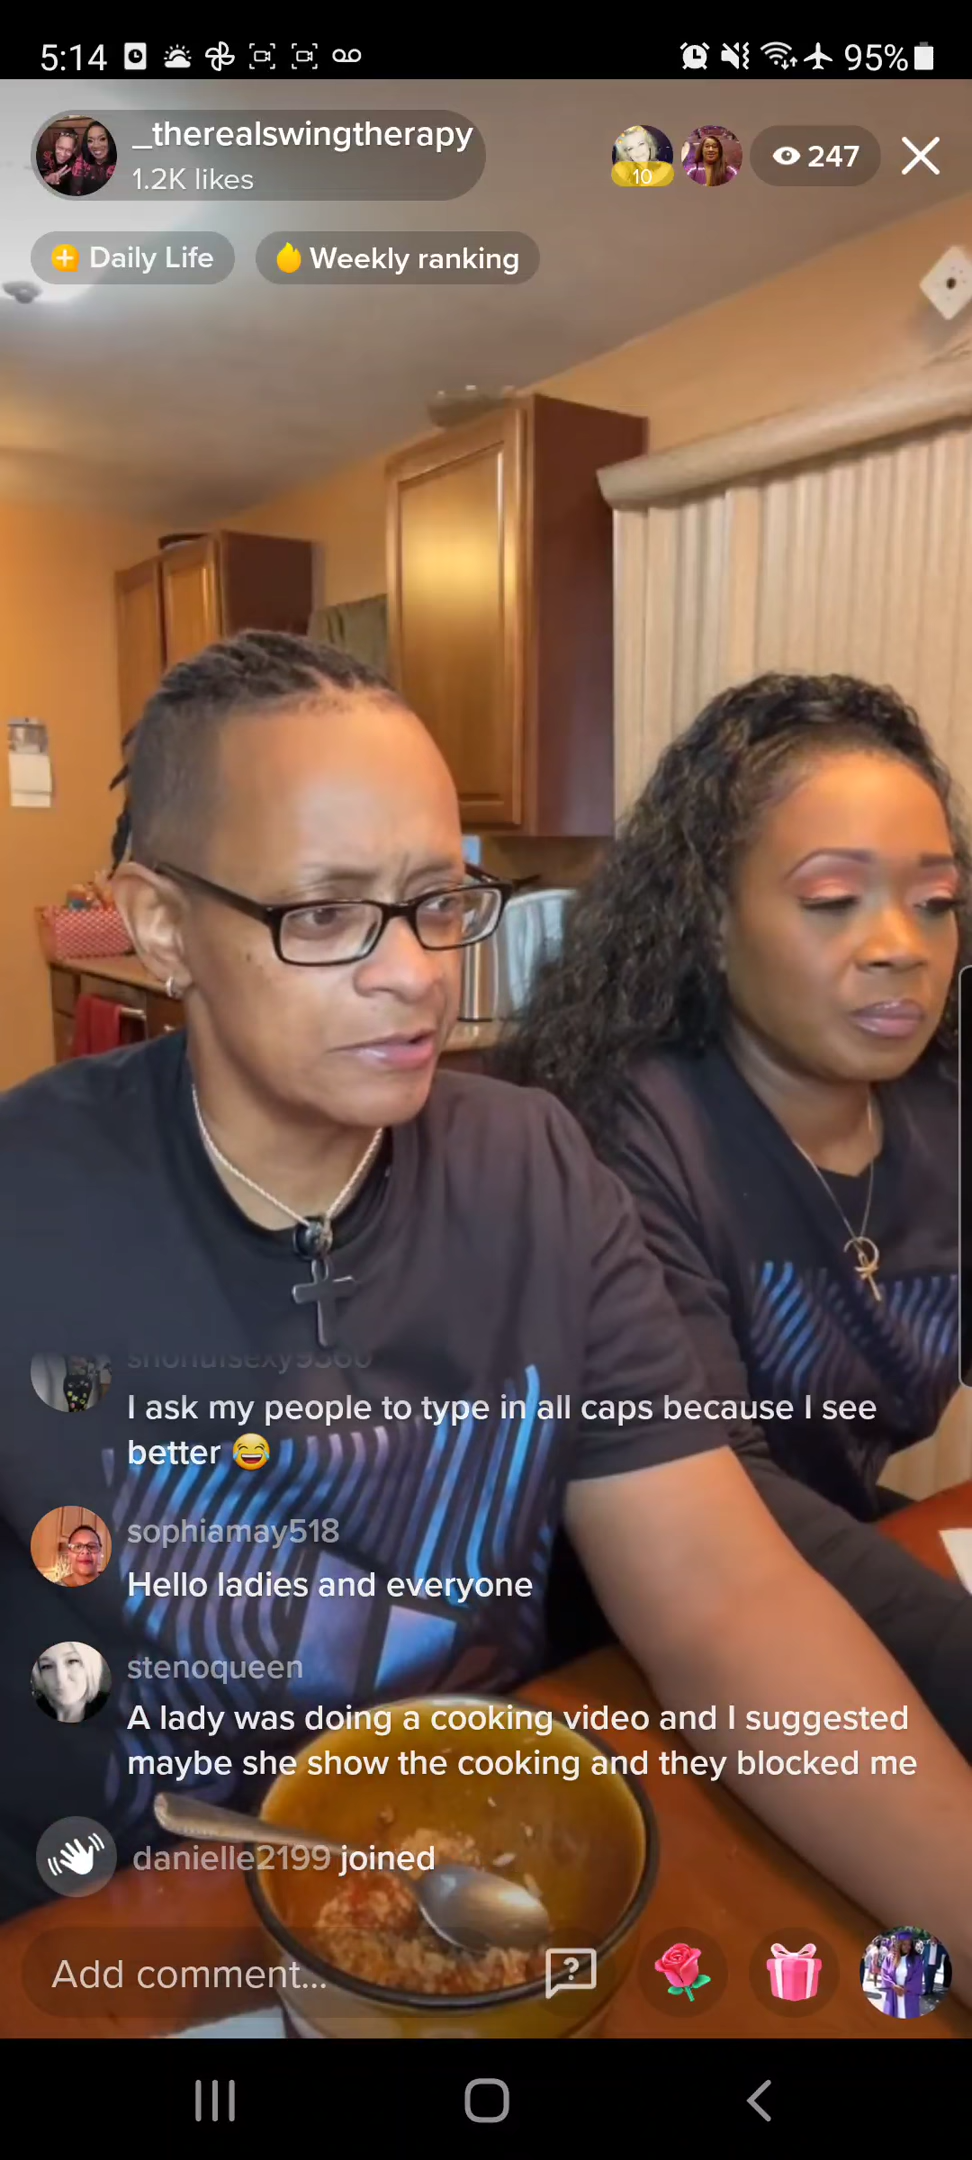 5:14
95%
_therealswingtherapy
1.2K likes
10
247
Daily Life
Weekly ranking
I ask my people to type in all caps because I see
better 😂
sophiamay518
Hello ladies and everyone
stenoqueen
A lady was doing a cooking video and I suggested
maybe she show the cooking and they blocked me
danielle2199 joined
Add comment...
?